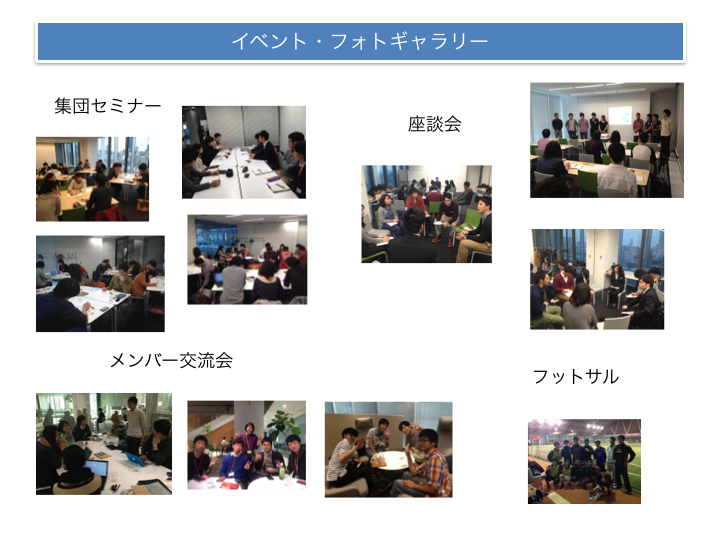 イベント・フォトギャラリー
集団セミナー
座談会
メンバー交流会
フットサル